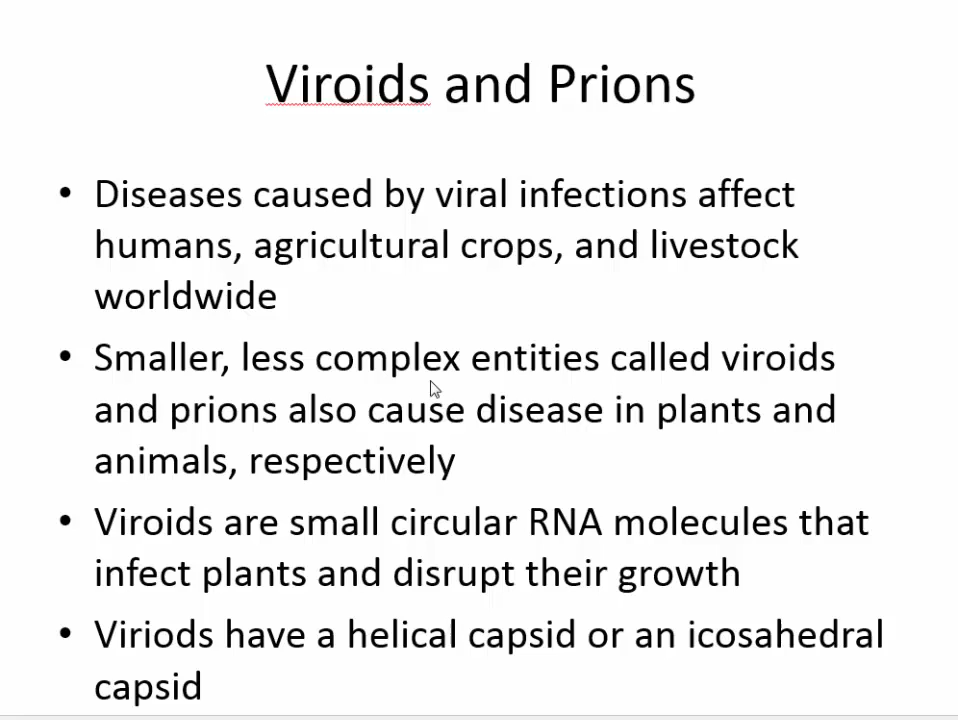 Viroids and Prions
• Diseases caused by viral infections affect
humans, agricultural crops, and livestock
worldwide
• Smaller, less complex entities called viroids
and prions also cause disease in plants and
animals, respectively
• Viroids are small circular RNA molecules that
infect plants and disrupt their growth
• Viriods have a helical capsid or an icosahedral
capsid